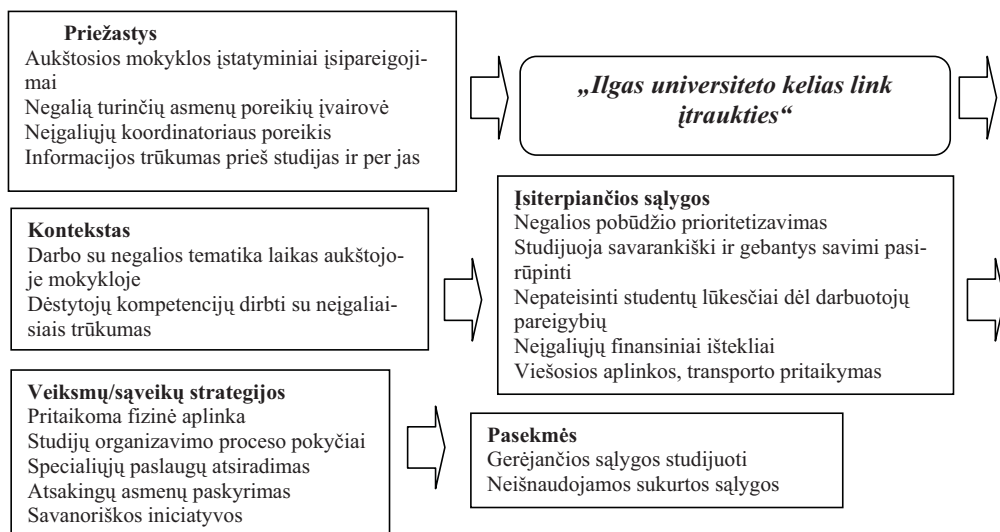 Priežastys
Aukštosios mokyklos įstatyminiai įsipareigoji-
mai
Negalią turinčių asmenų poreikių įvairovė
Neįgaliųjų koordinatoriaus poreikis
Informacijos trūkumas prieš studijas ir per jas
„Ilgas universiteto kelias link
įtraukties“
Kontekstas
Darbo su negalios tematika laikas aukštojo-
je mokykloje
Dėstytojų kompetencijų dirbti su neįgaliai-
siais trūkumas
Įsiterpiančios sąlygos
Negalios pobūdžio prioritetizavimas
Studijuoja savarankiški ir gebantys savimi pasi-
rūpinti
Nepateisinti studentų lūkesčiai dėl darbuotojų
pareigybių
Neįgaliųjų finansiniai ištekliai
Viešosios aplinkos, transporto pritaikymas
Veiksmų/sąveikų strategijos
Pritaikoma fizinė aplinka
Studijų organizavimo proceso pokyčiai
Specialiųjų paslaugų atsiradimas
Atsakingų asmenų paskyrimas
Savanoriškos iniciatyvos
Pasekmės
Gerėjančios sąlygos studijuoti
Neišnaudojamos sukurtos sąlygos